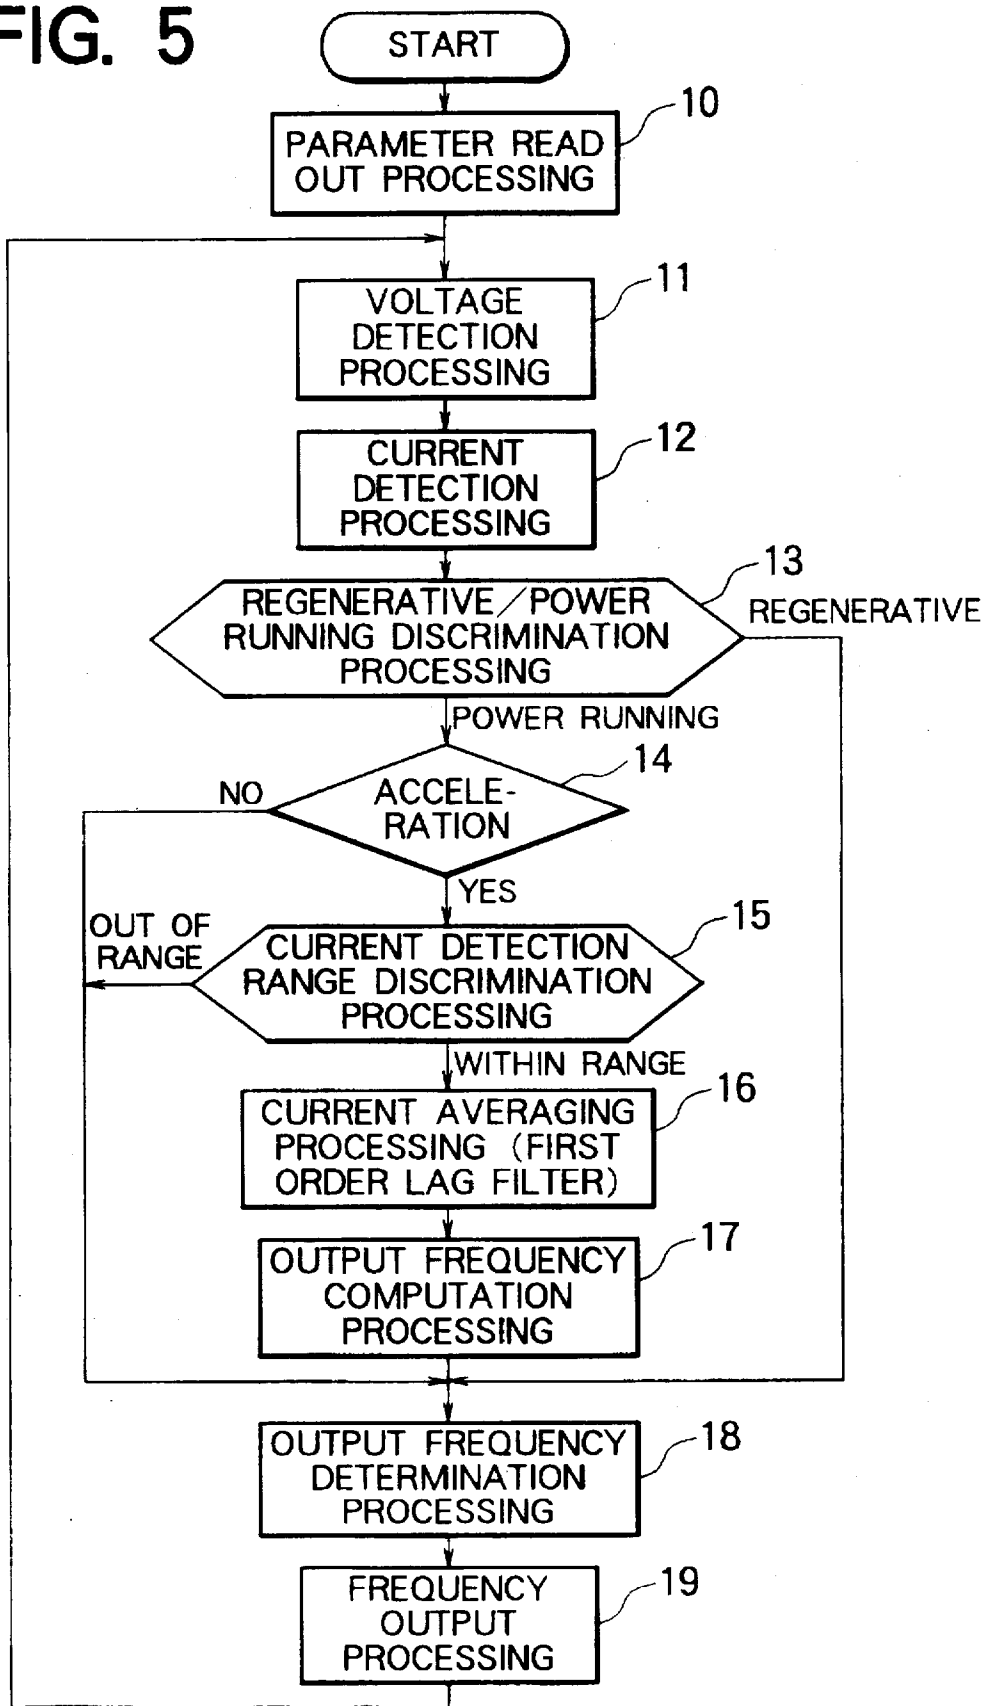 FIG. 5
START
10
PARAMETER READ
OUT PROCESSING
11
VOLTAGE
DETECTION
PROCESSING
12
CURRENT
DETECTION
PROCESSING
13
REGENERATIVE/POWER
RUNNING DISCRIMINATION
PROCESSING
REGENERATIVE
POWER RUNNING
14
NO
ACCELE-
RATION
YES
15
OUT OF
RANGE
CURRENT DETECTION
RANGE DISCRIMINATION
PROCESSING
WITHIN RANGE
16
CURRENT AVERAGING
PROCESSING (FIRST
ORDER LAG FILTER)
17
OUTPUT FREQUENCY
COMPUTATION
PROCESSING
18
OUTPUT FREQUENCY
DETERMINATION
PROCESSING
19
FREQUENCY
OUTPUT
PROCESSING